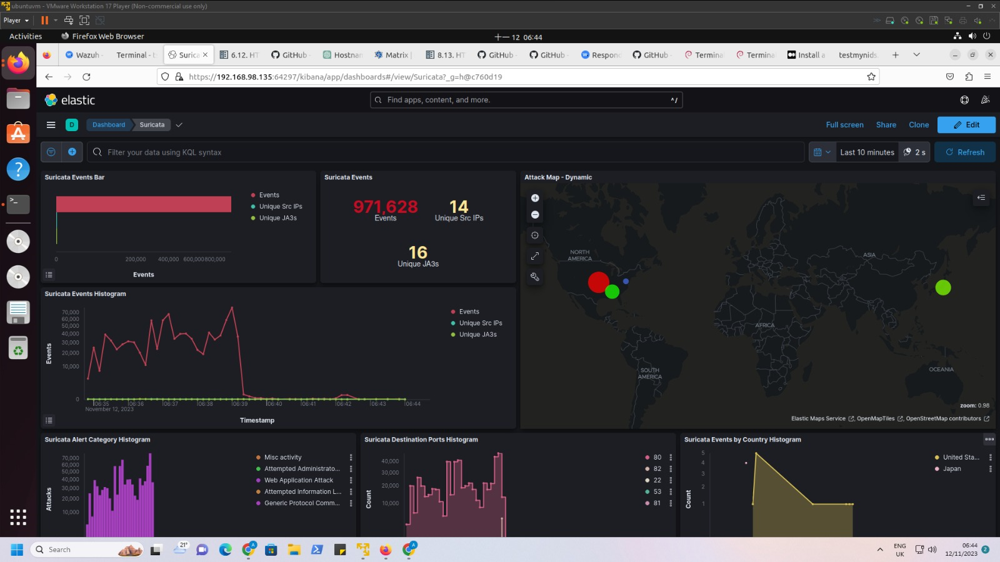 ubuntuvm - VMware Workstation 17 Player (Non-commercial use only)
Player
Activities
Firefox Web Browser
12 06:44
Wazuh
Terminal - t
Surica
6.12. HT
GitHub
Hostnam
Matrix |
8.13. HT
GitHub
GitHub
Respond
GitHub
Termina
Termina
Install a
testmynids.
https://192.168.98.135:64297/kibana/app/dashboards#/view/Suricata?_g=h@c760d19
elastic
Find apps, content, and more.
^/
D
Dashboard
Suricata
Full screen
Share
Clone
Edit
Filter your data using KQL syntax
Last 10 minutes
2 s
Refresh
Suricata Events Bar
Events
Unique Src IPs
Unique JA3s
0
200,000
400,000
600,000
800,000
Events
Suricata Events
971,628
Events
14
Unique Src IPs
16
Unique JA3s
Attack Map - Dynamic
NORTH
AMERICA
ASIA
AFRICA
SOUTH
AMERICA
OCEANIA
zoom: 0.98
Elastic Maps Service , OpenMapTiles , OpenStreetMap contributors
Suricata Events Histogram
70,000
60,000
50,000
40,000
30,000
20,000
10,000
0
Events
Events
Unique Src IPs
Unique JA3s
06:35
06:36
06:37
06:38
06:39
06:40
06:41
06:42
06:43
06:44
November 12, 2023
Timestamp
Suricata Alert Category Histogram
70,000
60,000
50,000
40,000
30,000
20,000
10,000
Attacks
Misc activity
Attempted Administrato...
Web Application Attack
Attempted Information L...
Generic Protocol Comm...
Suricata Destination Ports Histogram
40,000
30,000
20,000
10,000
Count
80
82
22
53
81
Suricata Events by Country Histogram
5
4
3
2
1
Count
United Sta...
Japan
Search
21°
ENG
UK
06:44
12/11/2023
2